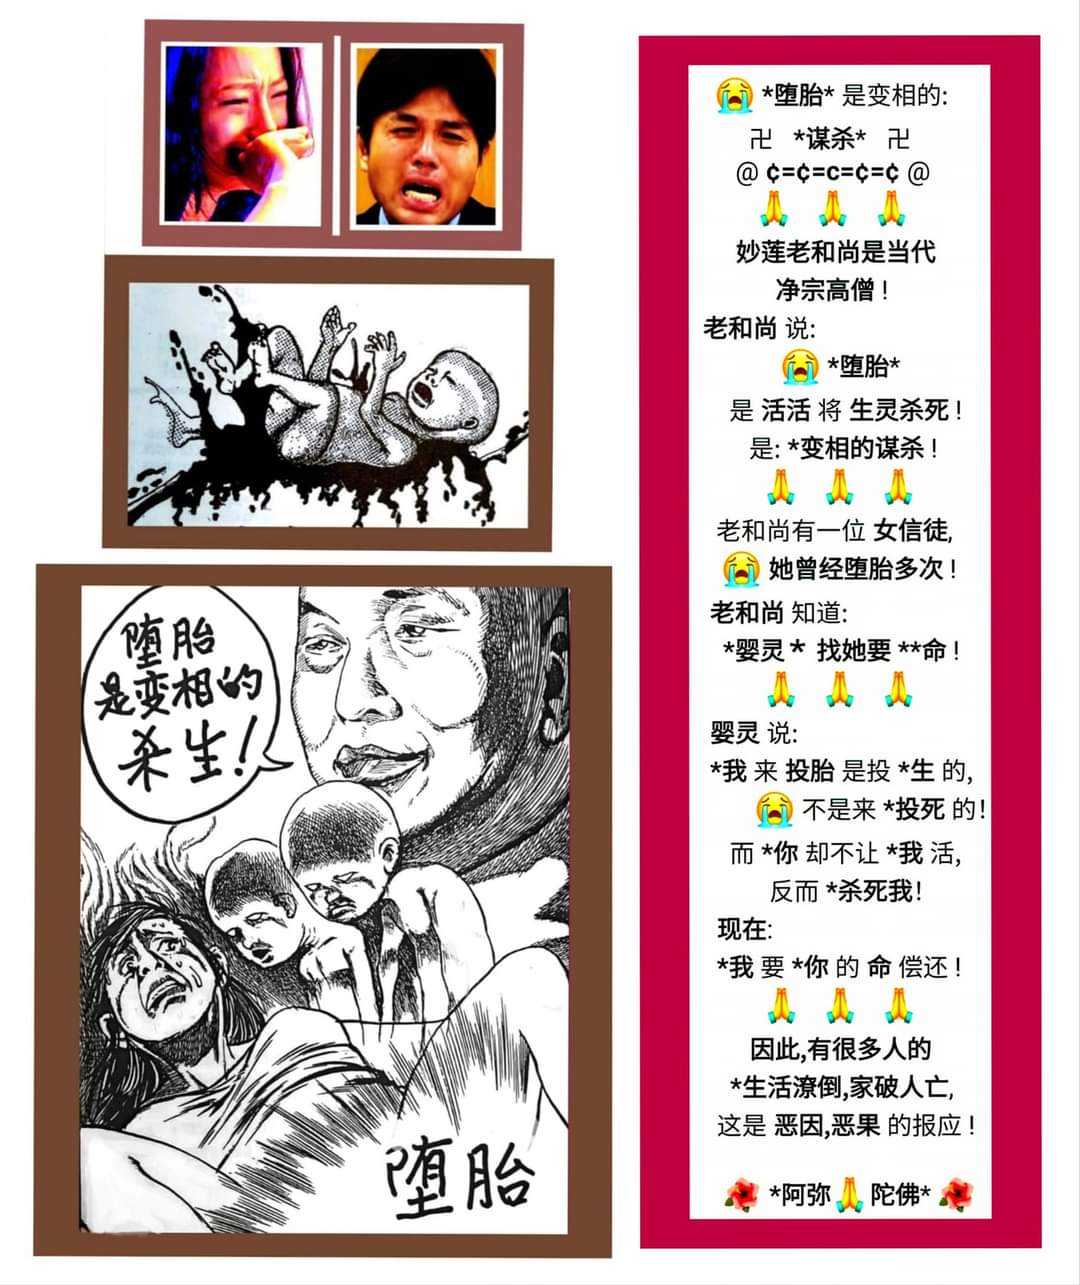 堕胎
是变相的
杀生!
堕胎
😭 *堕胎* 是变相的:
卍 *谋杀* 卍
@ ¢=¢=c=¢=¢ @
🙏 🙏 🙏
妙莲老和尚是当代
净宗高僧 !
老和尚 说:
😭 *堕胎*
是 活活 将 生灵杀死 !
是: *变相的谋杀 !
🙏 🙏 🙏
老和尚有一位 女信徒,
😭 她曾经堕胎多次 !
老和尚 知道:
*婴灵 * 找她要 **命 !
🙏 🙏 🙏
婴灵 说:
*我 来 投胎 是投 *生 的,
😭 不是来 *投死 的!
而 *你 却不让 *我 活,
反而 *杀死我!
现在:
*我 要 *你 的 命 偿还 !
🙏 🙏 🙏
因此,有很多人的
*生活潦倒,家破人亡,
这是 恶因,恶果 的报应 !
🌺 *阿弥🙏陀佛* 🌺